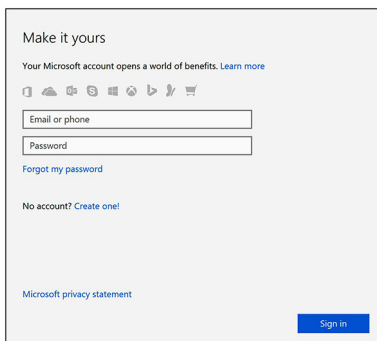 Make it yours
Your Microsoft account opens a world of benefits. Learn more
Email or phone
Password
Forgot my password
No account? Create one!
Microsoft privacy statement
Sign in